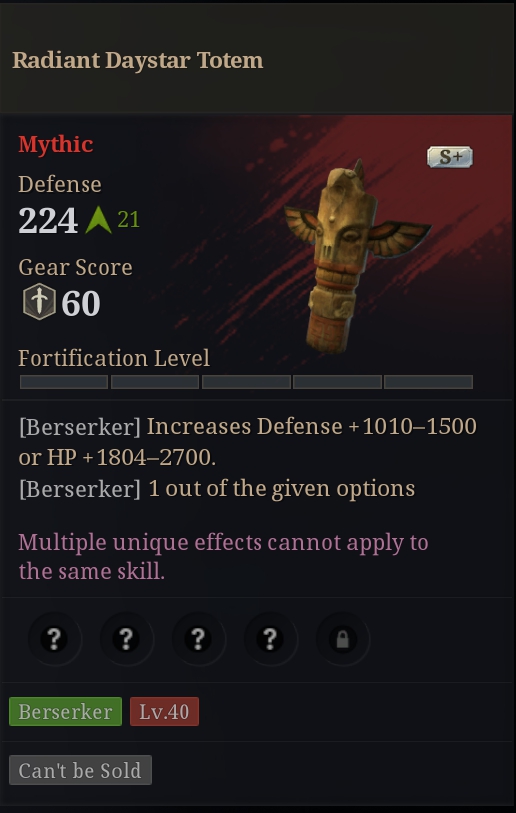 Radiant Daystar Totem
Mythic
S+
Defense
224 21
Gear Score
60
Fortification Level
[Berserker] Increases Defense +1010–1500
or HP +1804–2700.
[Berserker] 1 out of the given options
Multiple unique effects cannot apply to
the same skill.
? ? ? ?
Berserker Lv.40
Can't be Sold